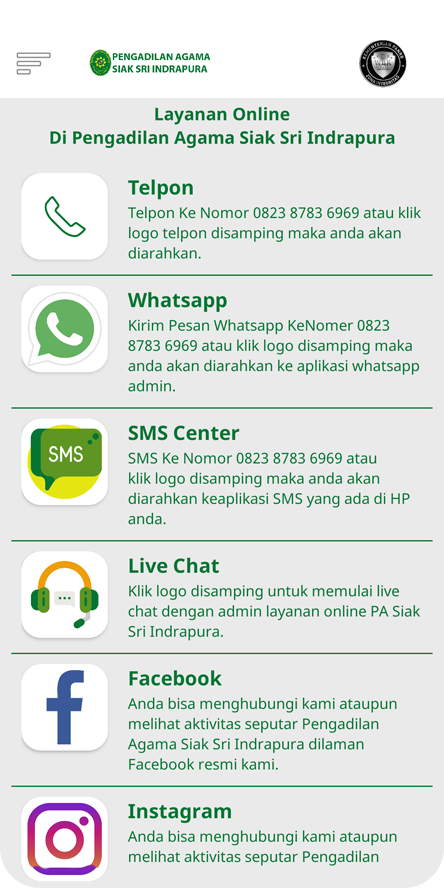 PENGADILAN AGAMA
SIAK SRI INDRAPURA
Layanan Online
Di Pengadilan Agama Siak Sri Indrapura
Telpon
Telpon Ke Nomor 0823 8783 6969 atau klik
logo telpon disamping maka anda akan
diarahkan.
Whatsapp
Kirim Pesan Whatsapp KeNomer 0823
8783 6969 atau klik logo disamping maka
anda akan diarahkan ke aplikasi whatsapp
admin.
SMS
SMS Center
SMS Ke Nomor 0823 8783 6969 atau
klik logo disamping maka anda akan
diarahkan keaplikasi SMS yang ada di HP
anda.
Live Chat
Klik logo disamping untuk memulai live
chat dengan admin layanan online PA Siak
Sri Indrapura.
Facebook
Anda bisa menghubungi kami ataupun
melihat aktivitas seputar Pengadilan
Agama Siak Sri Indrapura dilaman
Facebook resmi kami.
Instagram
Anda bisa menghubungi kami ataupun
melihat aktivitas seputar Pengadilan